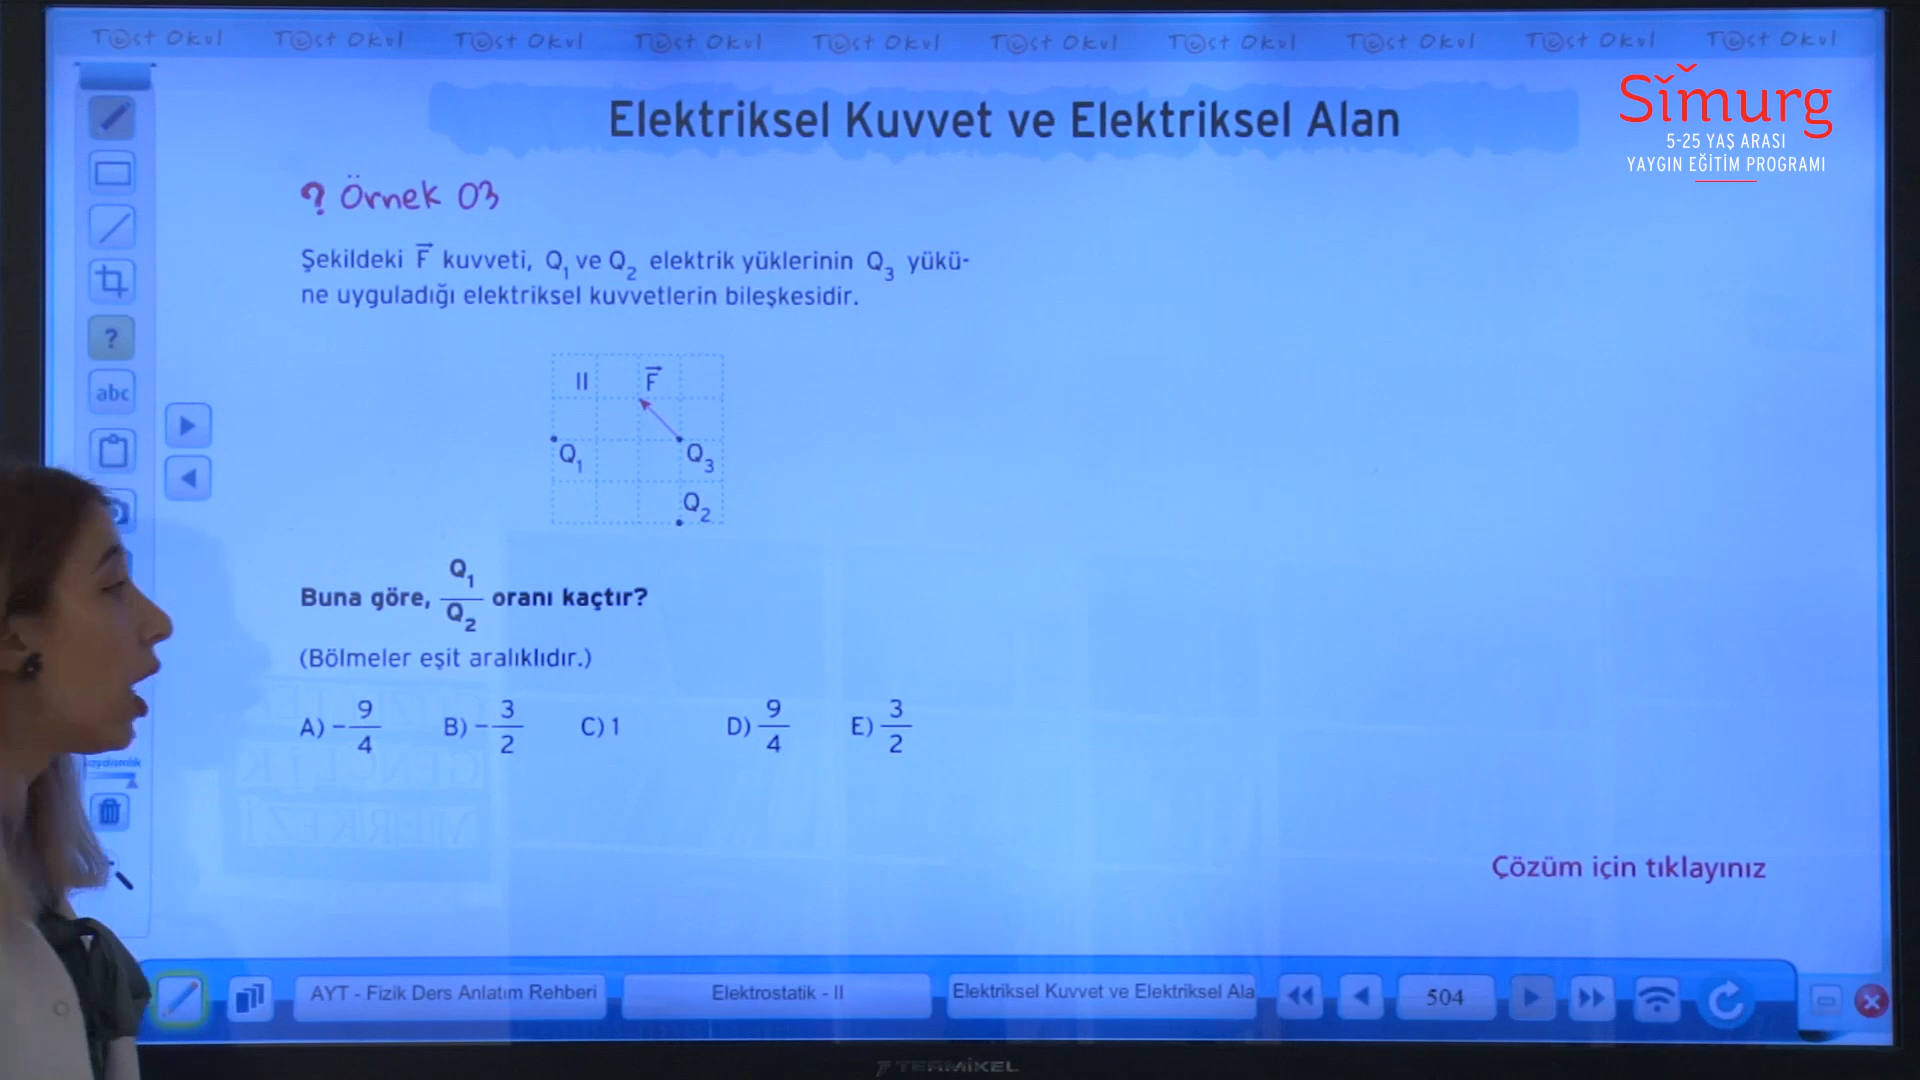 Test Okul Test Okul Test Okul Test Okul Test Okul Test Okul Test Okul Test Okul Test Okul Test Okul
Simurg
5-25 YAŞ ARASI
YAYGIN EĞİTİM PROGRAMI
Elektriksel Kuvvet ve Elektriksel Alan
? Örnek 03
Şekildeki F⃗ kuvveti, Q₁ ve Q₂ elektrik yüklerinin Q₃ yükü-
ne uyguladığı elektriksel kuvvetlerin bileşkesidir.
?
abc
II F⃗
Q₁ Q₃
Q₂
Buna göre, Q₁/Q₂ oranı kaçtır?
(Bölmeler eşit aralıklıdır.)
A) -9/4 B) -3/2 C) 1 D) 9/4 E) 3/2
GENÇLİK
MERKEZİ
Çözüm için tıklayınız
AYT - Fizik Ders Anlatım Rehberi Elektrostatik - II Elektriksel Kuvvet ve Elektriksel Ala 504
TERMİKEL